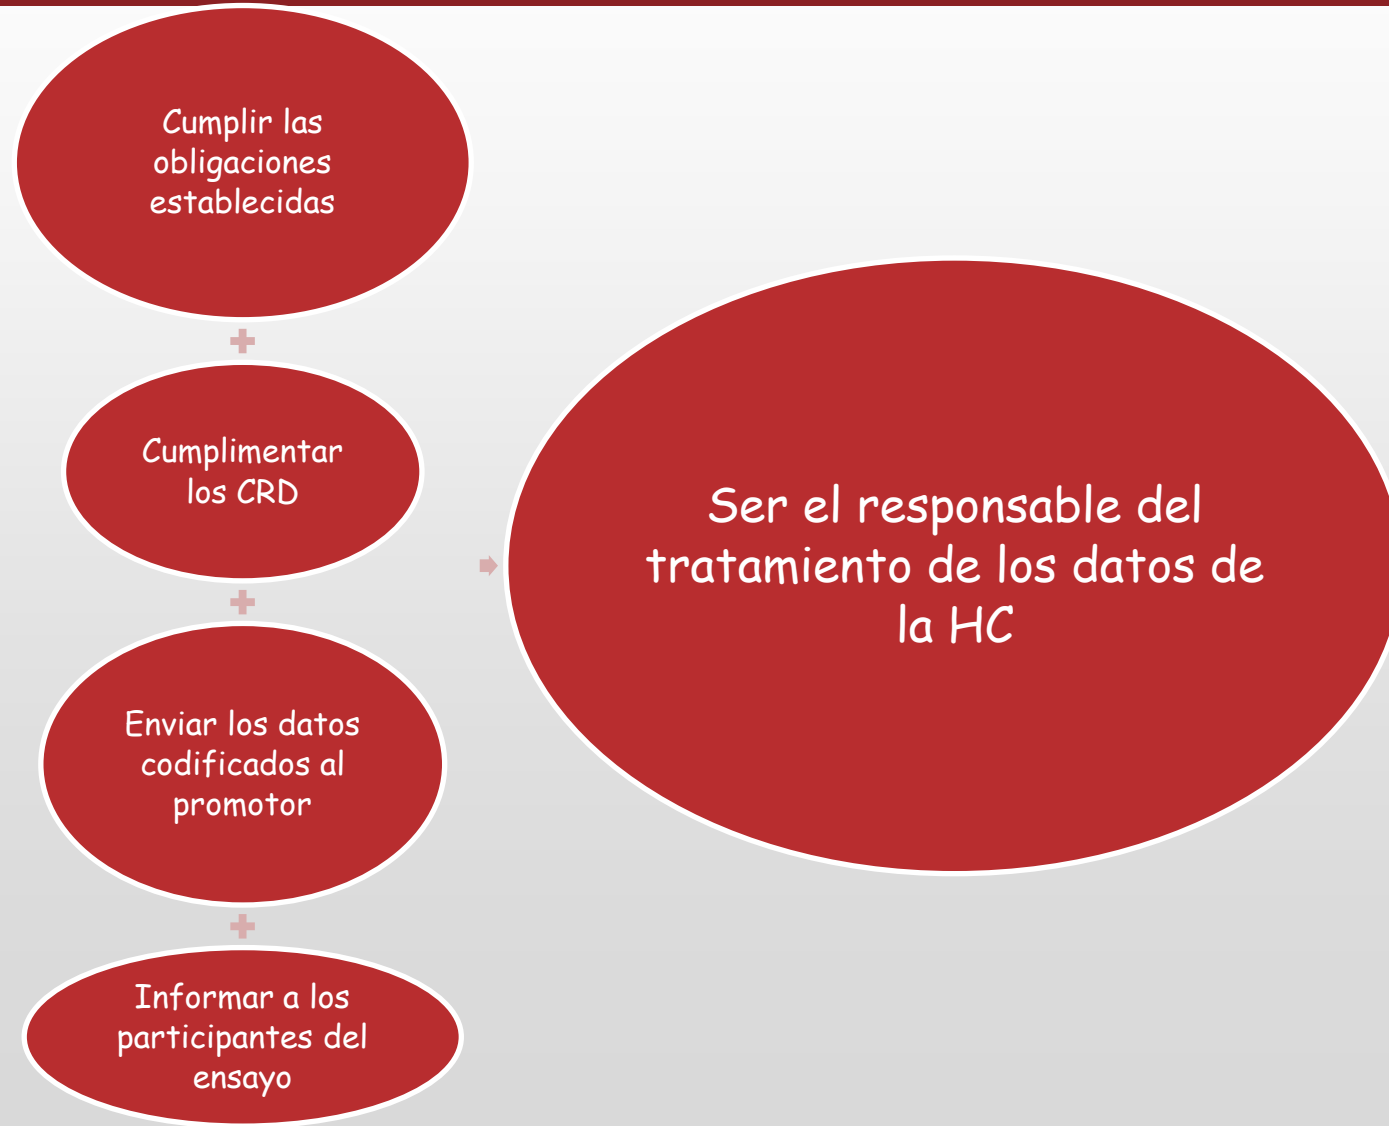 Cumplir las
obligaciones
establecidas
Cumplimentar
los CRD
Enviar los datos
codificados al
promotor
Informar a los
participantes del
ensayo
Ser el responsable del
tratamiento de los datos de
la HC